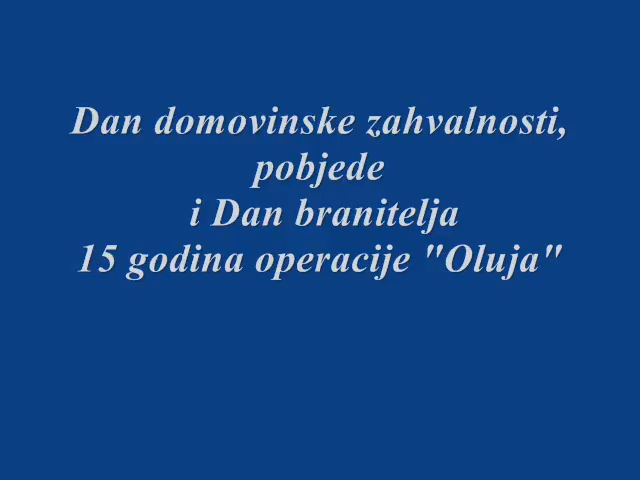 Dan domovinske zahvalnosti,
pobjede
i Dan branitelja
15 godina operacije "Oluja"